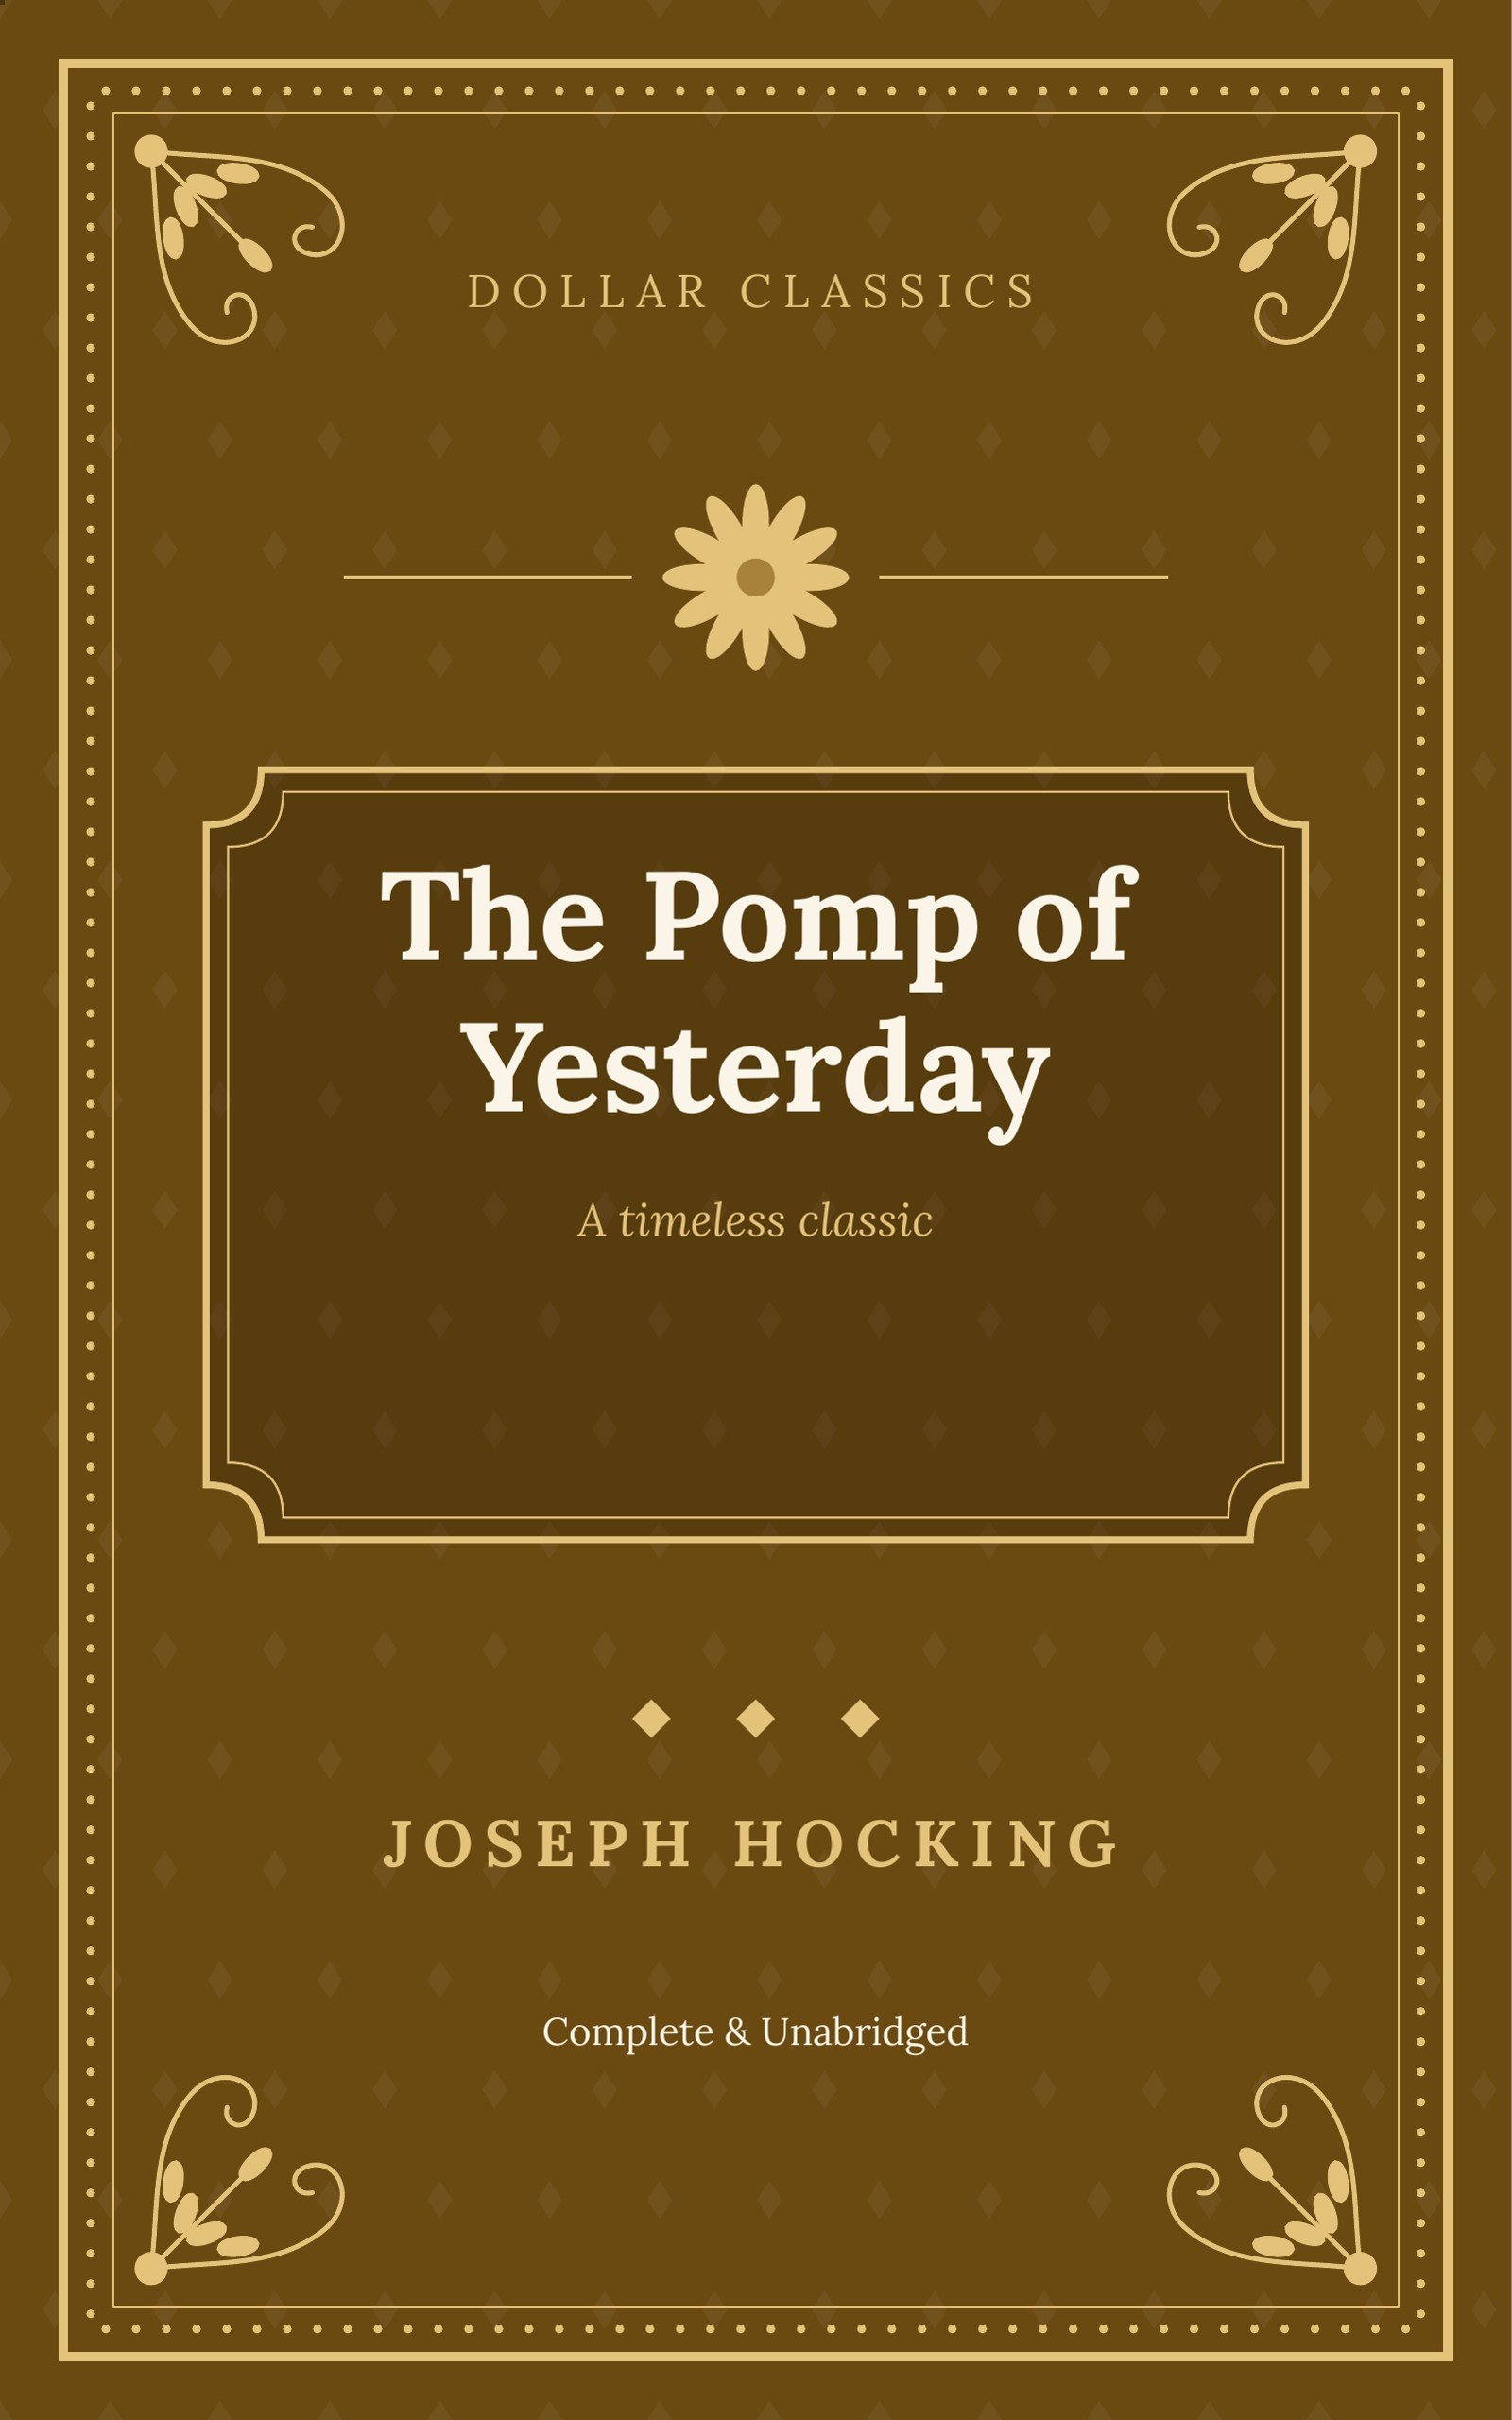 DOLLAR CLASSICS
The Pomp of
Yesterday
A timeless classic
JOSEPH HOCKING
Complete & Unabridged